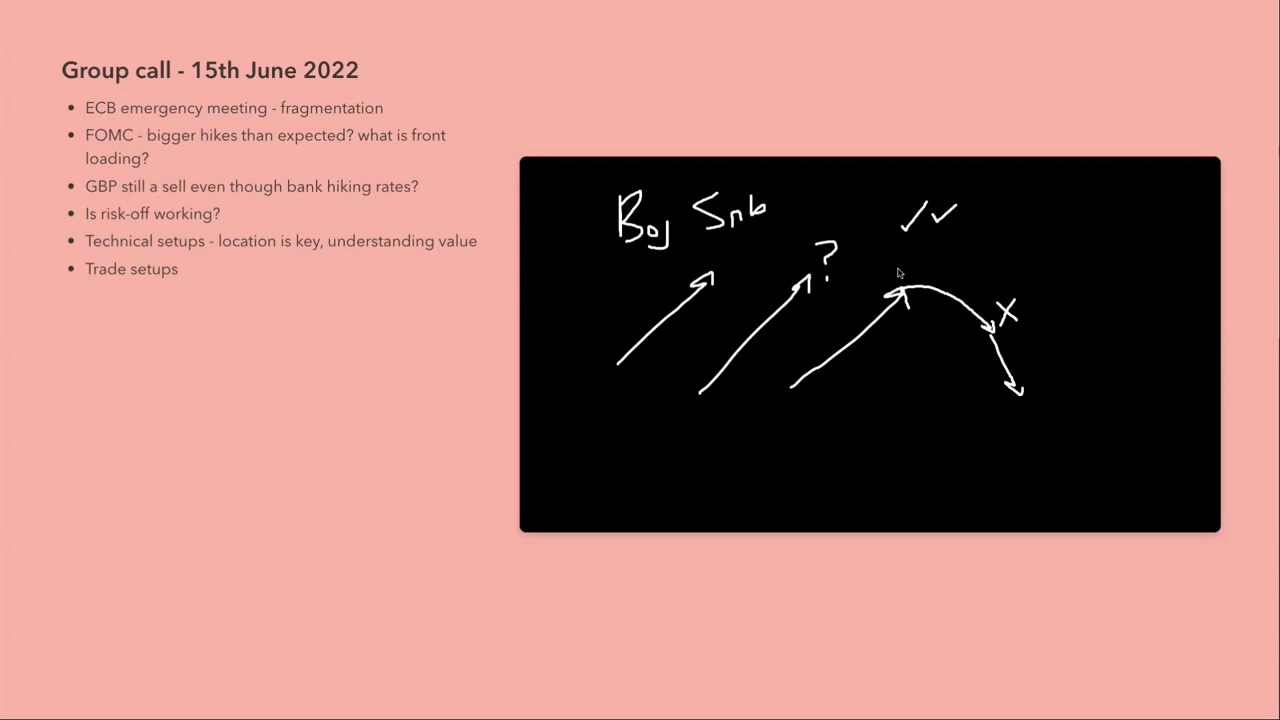 Group call - 15th June 2022
• ECB emergency meeting - fragmentation
• FOMC - bigger hikes than expected? what is front
loading?
• GBP still a sell even though bank hiking rates?
• Is risk-off working?
• Technical setups - location is key, understanding value
• Trade setups
Boj Snb
?
X